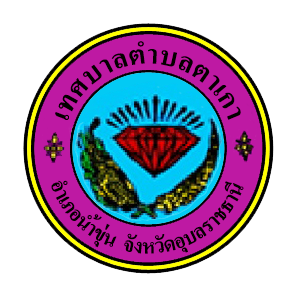 เทศบาลตำบลตาเกา
อำเภอน้ำขุ่น จังหวัดอุบลราชธานี